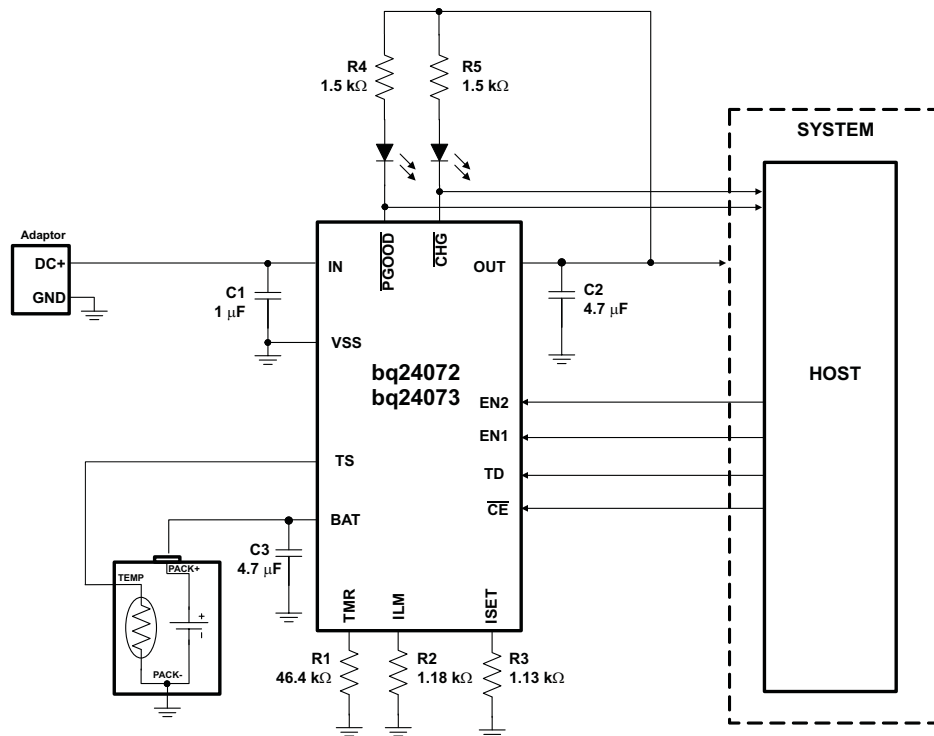 R4
1.5 kΩ
R5
1.5 kΩ
SYSTEM
Adaptor
DC+
GND
C1
1 μF
IN
PGOOD
CHG
OUT
C2
4.7 μF
VSS
bq24072
bq24073
HOST
EN2
EN1
TS
TD
CE
BAT
C3
4.7 μF
TEMP
PACK+
+
–
PACK-
TMR
ILM
ISET
R1
46.4 kΩ
R2
1.18 kΩ
R3
1.13 kΩ